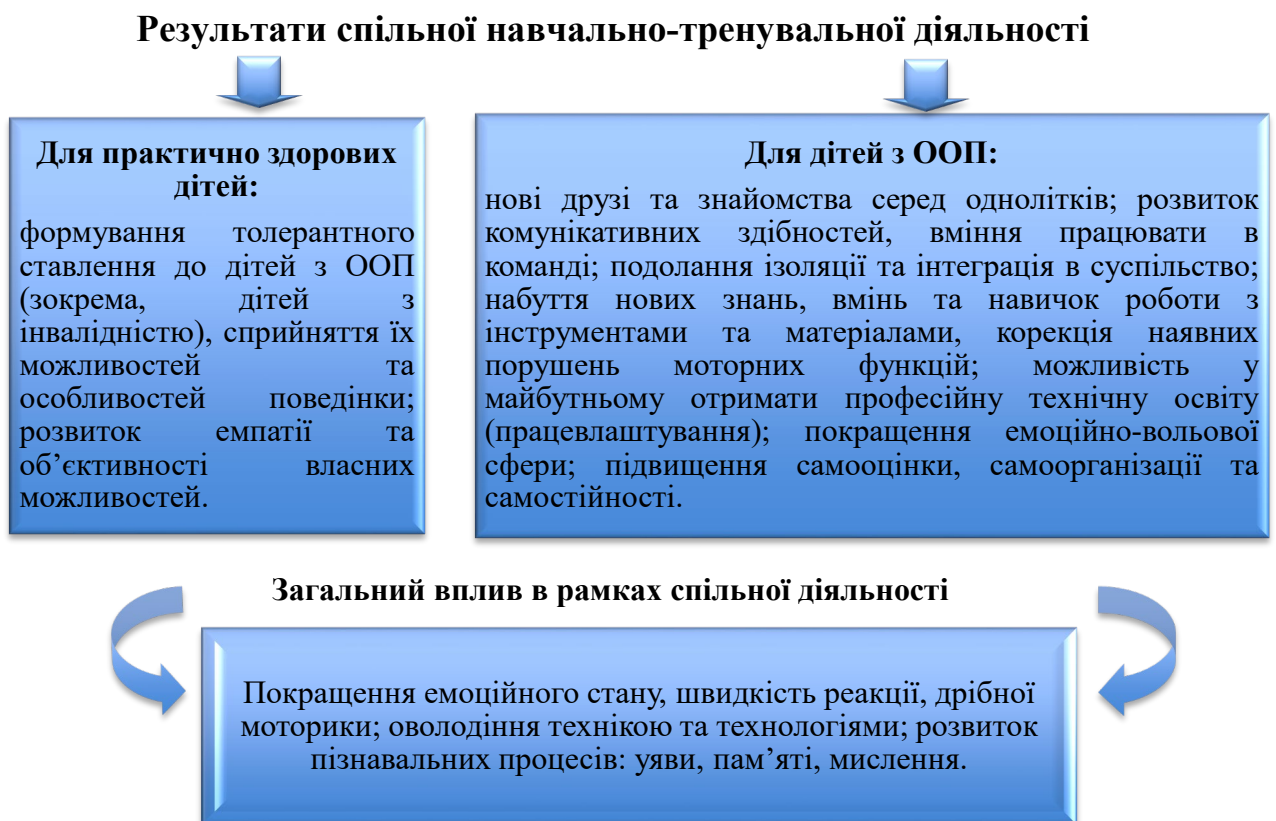 Результати спільної навчально-тренувальної діяльності
Для практично здорових
дітей:
формування толерантного
ставлення до дітей з ООП
(зокрема, дітей з
інвалідністю), сприйняття їх
можливостей та
особливостей поведінки;
розвиток емпатії та
об’єктивності власних
можливостей.
Для дітей з ООП:
нові друзі та знайомства серед однолітків; розвиток
комунікативних здібностей, вміння працювати в
команді; подолання ізоляції та інтеграція в суспільство;
набуття нових знань, вмінь та навичок роботи з
інструментами та матеріалами, корекція наявних
порушень моторних функцій; можливість у
майбутньому отримати професійну технічну освіту
(працевлаштування); покращення емоційно-вольової
сфери; підвищення самооцінки, самоорганізації та
самостійності.
Загальний вплив в рамках спільної діяльності
Покращення емоційного стану, швидкість реакції, дрібної
моторики; оволодіння технікою та технологіями; розвиток
пізнавальних процесів: уяви, пам’яті, мислення.